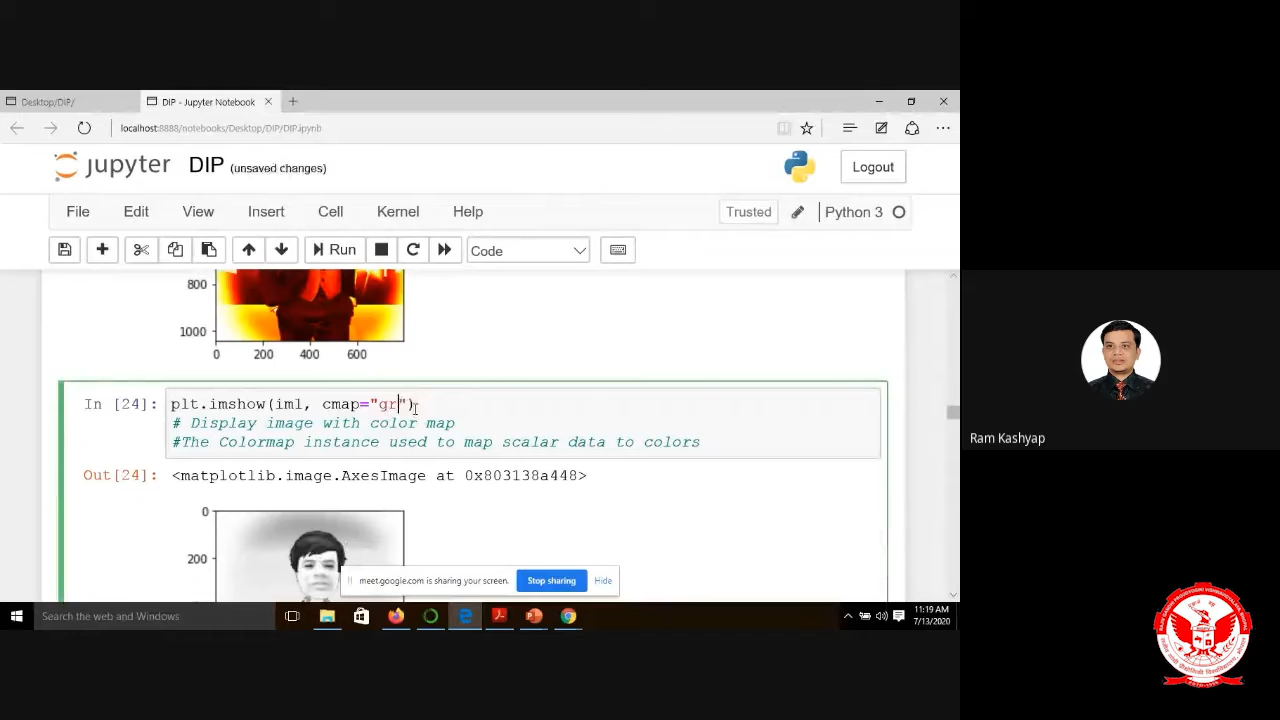 Desktop/DIP/
DIP - Jupyter Notebook
localhost:8888/notebooks/Desktop/DIP/DIP.ipynb
jupyter DIP (unsaved changes)
Logout
File Edit View Insert Cell Kernel Help
Trusted
Python 3
Run
Code
800
1000
0 200 400 600
In [24]: plt.imshow(im1, cmap="gr")
# Display image with color map
#The Colormap instance used to map scalar data to colors
Out[24]: <matplotlib.image.AxesImage at 0x803138a448>
0
200
meet.google.com is sharing your screen. Stop sharing Hide
Search the web and Windows
11:19 AM
7/13/2020
Ram Kashyap